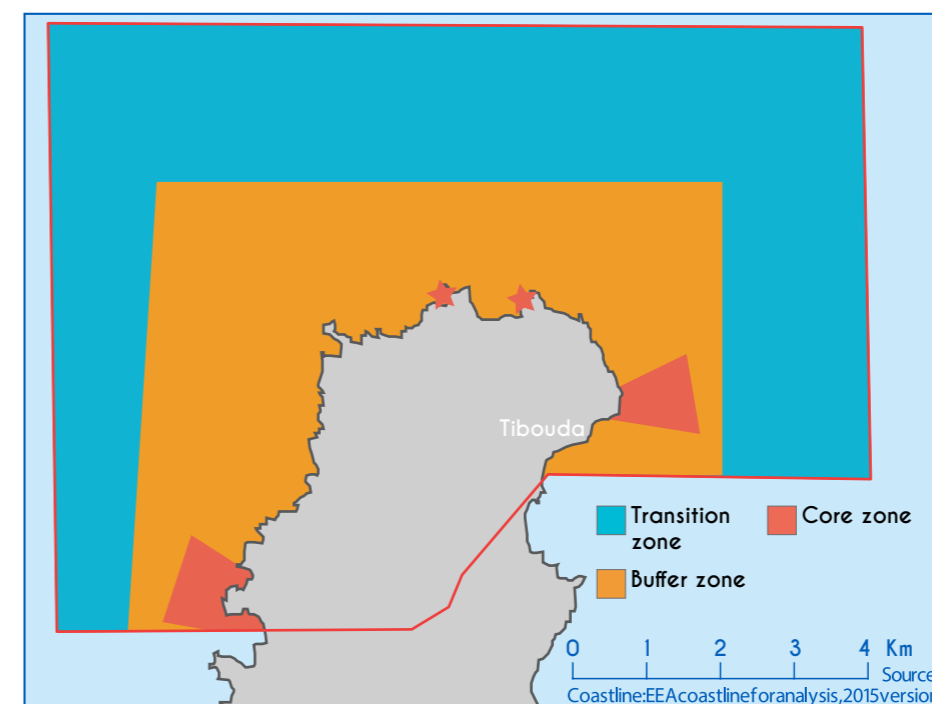 Tibouda
Transition
zone
Core zone
Buffer zone
0 1 2 3 4 Km
Source
Coastline:EEAcoastlineforanalysis,2015version